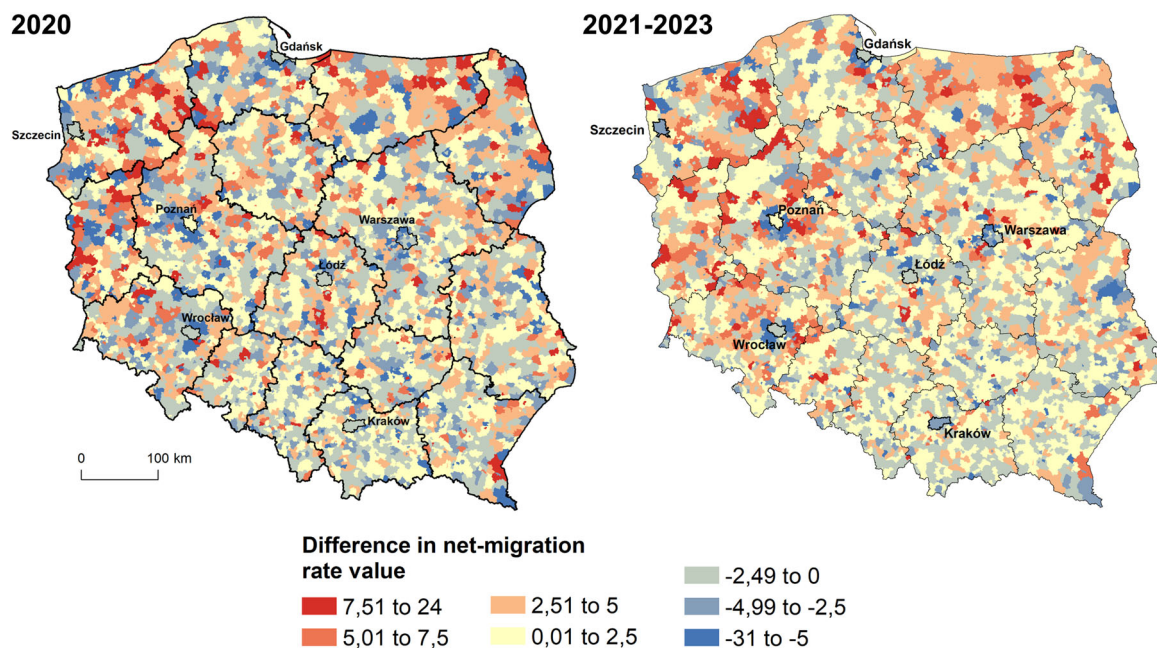 2020
2021-2023
Gdańsk
Szczecin
Poznań
Warszawa
Łódź
Wrocław
Kraków
0 100 km
Gdańsk
Szczecin
Poznań
Warszawa
Łódź
Wrocław
Kraków
Difference in net-migration
rate value
7,51 to 24
5,01 to 7,5
2,51 to 5
0,01 to 2,5
-2,49 to 0
-4,99 to -2,5
-31 to -5